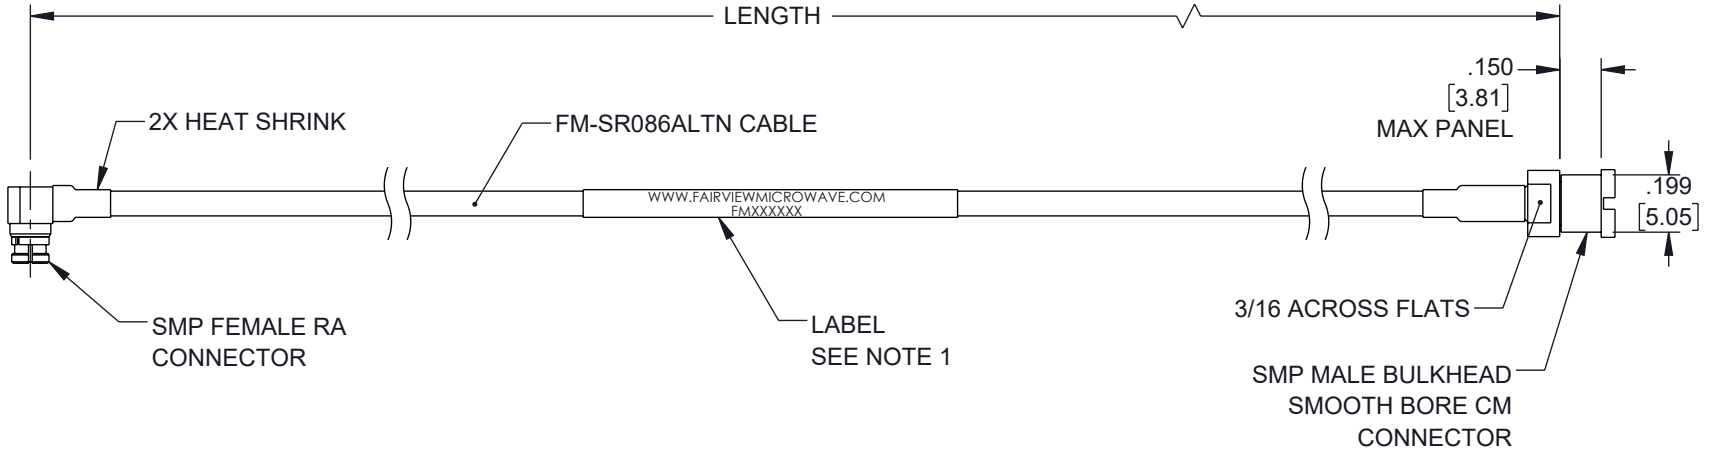 LENGTH
.150
[3.81]
MAX PANEL
2X HEAT SHRINK
FM-SR086ALTN CABLE
WWW.FAIRVIEWMICROWAVE.COM
FMXXXXXX
.199
[5.05]
SMP FEMALE RA
CONNECTOR
LABEL
SEE NOTE 1
3/16 ACROSS FLATS
SMP MALE BULKHEAD
SMOOTH BORE CM
CONNECTOR